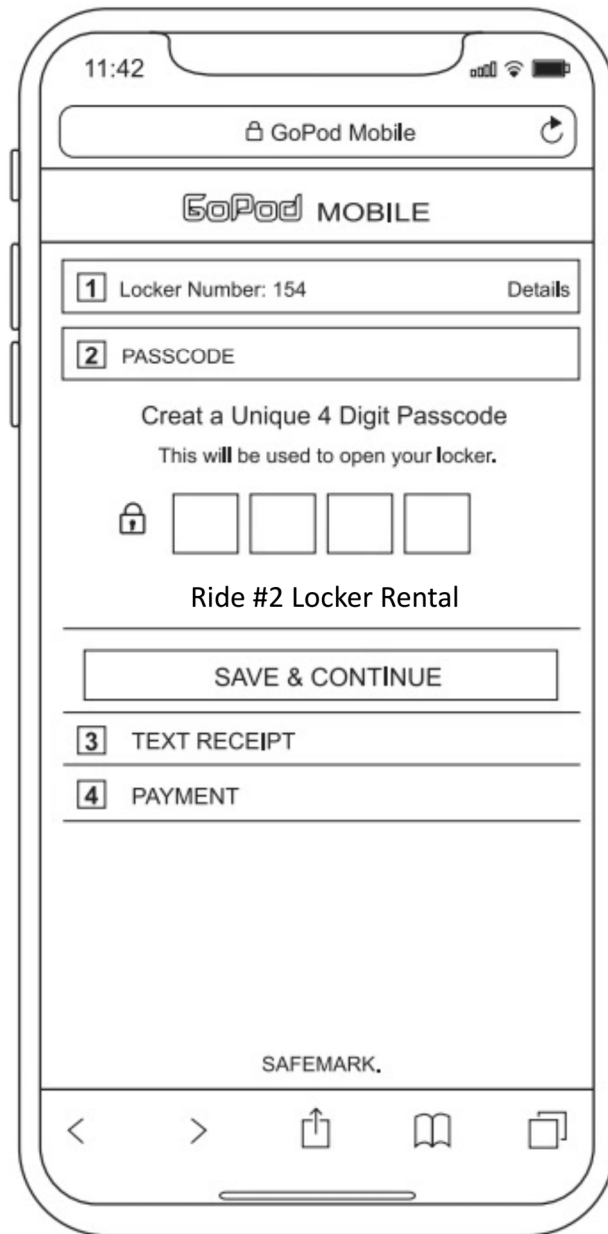 11:42
GoPod Mobile
GoPod MOBILE
1 Locker Number: 154 Details
2 PASSCODE
Creat a Unique 4 Digit Passcode
This will be used to open your locker.
Ride #2 Locker Rental
SAVE & CONTINUE
3 TEXT RECEIPT
4 PAYMENT
SAFEMARK.